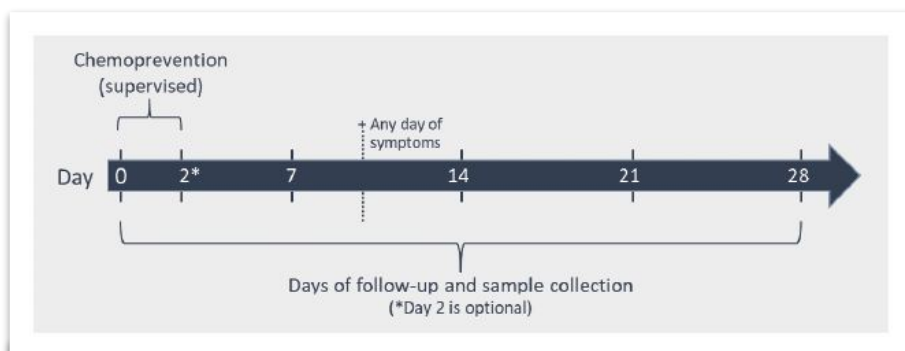 Chemoprevention
(supervised)
+ Any day of
symptoms
Day 0 2* 7 14 21 28
Days of follow-up and sample collection
(*Day 2 is optional)